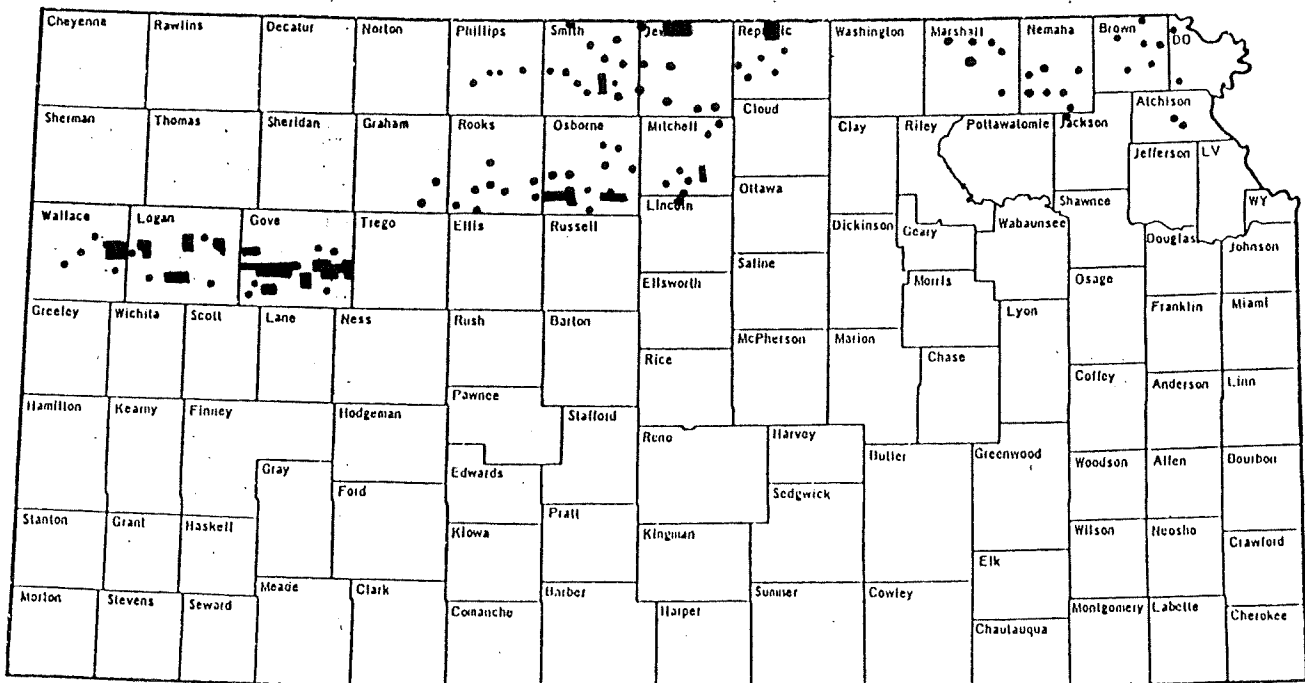 Cheyenne
Rawlins
Decatur
Norton
Phillips
Smith
Washington
Marshall
Nemaha
Brown
DO
Sherman
Thomas
Sheridan
Graham
Rooks
Osborne
Mitchell
Cloud
Clay
Riley
Pottawatomie
Jackson
Atchison
Jefferson
LV
Ottawa
Lincoln
Shawnee
WY
Wallace
Logan
Gove
Trego
Ellis
Russell
Dickinson
Geary
Wabaunsee
Douglas
Johnson
Saline
Ellsworth
Morris
Osage
Greeley
Wichita
Scott
Lane
Ness
Rush
Barton
Lyon
Franklin
Miami
McPherson
Marion
Rice
Chase
Coffey
Anderson
Linn
Pawnee
Hamilton
Kearny
Finney
Hodgeman
Stafford
Reno
Harvey
Butler
Greenwood
Woodson
Allen
Bourbon
Gray
Edwards
Ford
Sedgwick
Pratt
Stanton
Grant
Haskell
Kiowa
Kingman
Wilson
Neosho
Crawford
Elk
Meade
Clark
Barber
Sumner
Cowley
Morton
Stevens
Seward
Comanche
Harper
Montgomery
Labette
Cherokee
Chautauqua